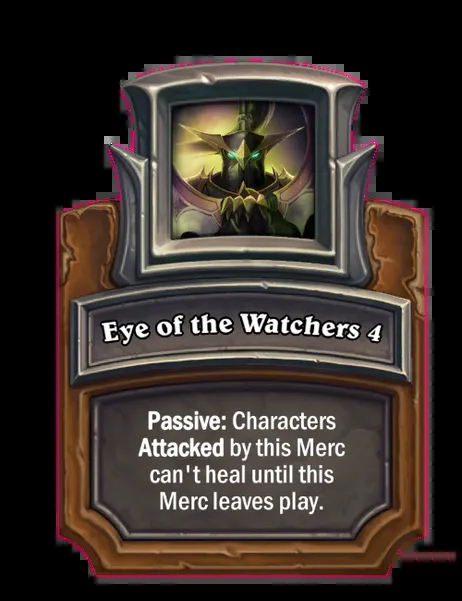 Eye of the Watchers 4
Passive: Characters
Attacked by this Merc
can't heal until this
Merc leaves play.